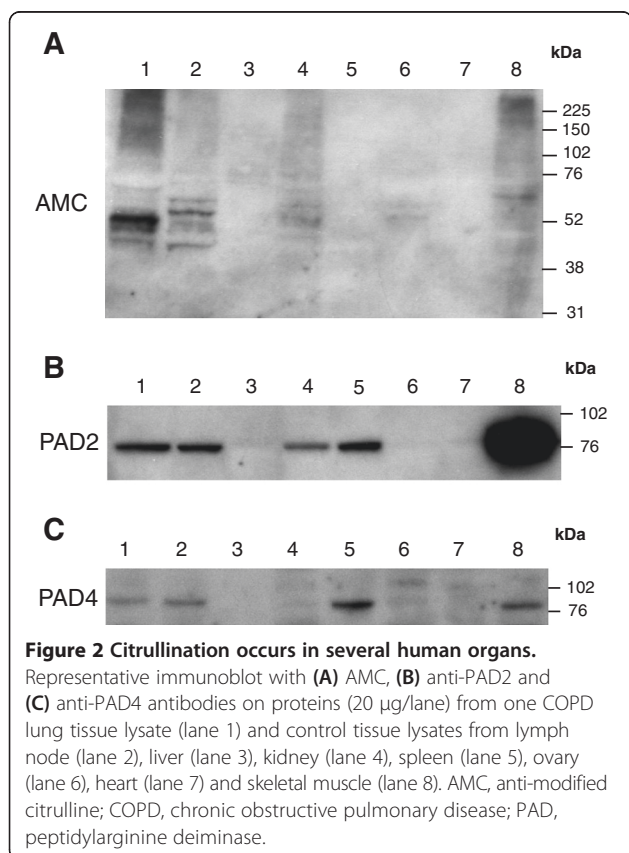 A
kDa
1 2 3 4 5 6 7 8
225
150
102
76
AMC
52
38
31
B
kDa
1 2 3 4 5 6 7 8
102
PAD2
76
C
kDa
1 2 3 4 5 6 7 8
102
PAD4
76
Figure 2 Citrullination occurs in several human organs.
Representative immunoblot with (A) AMC, (B) anti-PAD2 and
(C) anti-PAD4 antibodies on proteins (20 μg/lane) from one COPD
lung tissue lysate (lane 1) and control tissue lysates from lymph
node (lane 2), liver (lane 3), kidney (lane 4), spleen (lane 5), ovary
(lane 6), heart (lane 7) and skeletal muscle (lane 8). AMC, anti-modified
citrulline; COPD, chronic obstructive pulmonary disease; PAD,
peptidylarginine deiminase.